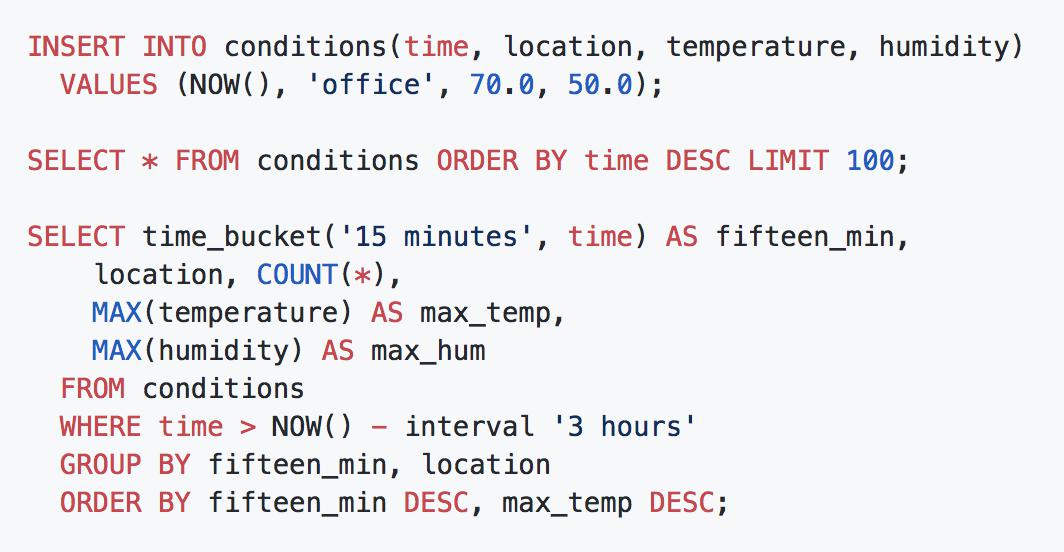 INSERT INTO conditions(time, location, temperature, humidity)
  VALUES (NOW(), 'office', 70.0, 50.0);

SELECT * FROM conditions ORDER BY time DESC LIMIT 100;

SELECT time_bucket('15 minutes', time) AS fifteen_min,
    location, COUNT(*),
    MAX(temperature) AS max_temp,
    MAX(humidity) AS max_hum
  FROM conditions
  WHERE time > NOW() - interval '3 hours'
  GROUP BY fifteen_min, location
  ORDER BY fifteen_min DESC, max_temp DESC;